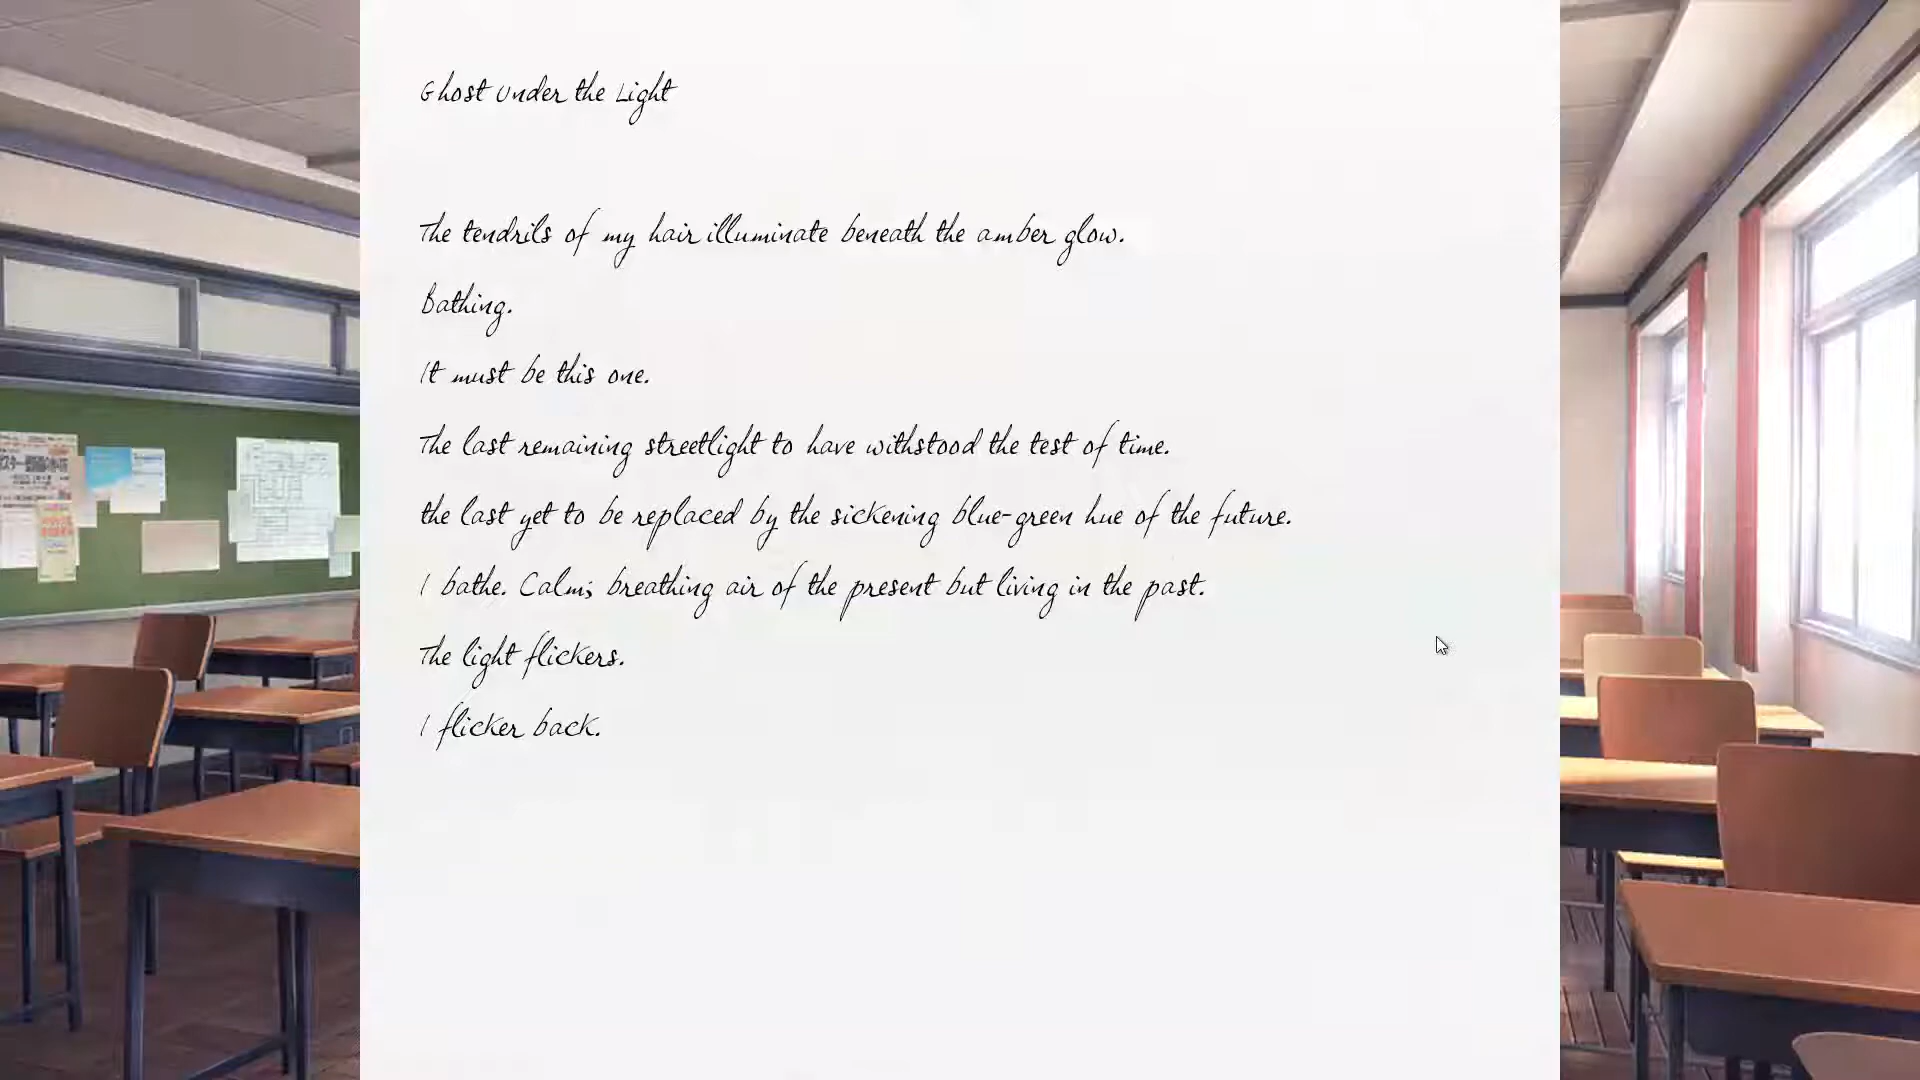 Ghost Under the Light
The tendrils of my hair illuminate beneath the amber glow.
Bathing.
It must be this one.
The last remaining streetlight to have withstood the test of time.
the last yet to be replaced by the sickening blue-green hue of the future.
I bathe. Calm; breathing air of the present but living in the past.
The light flickers.
I flicker back.